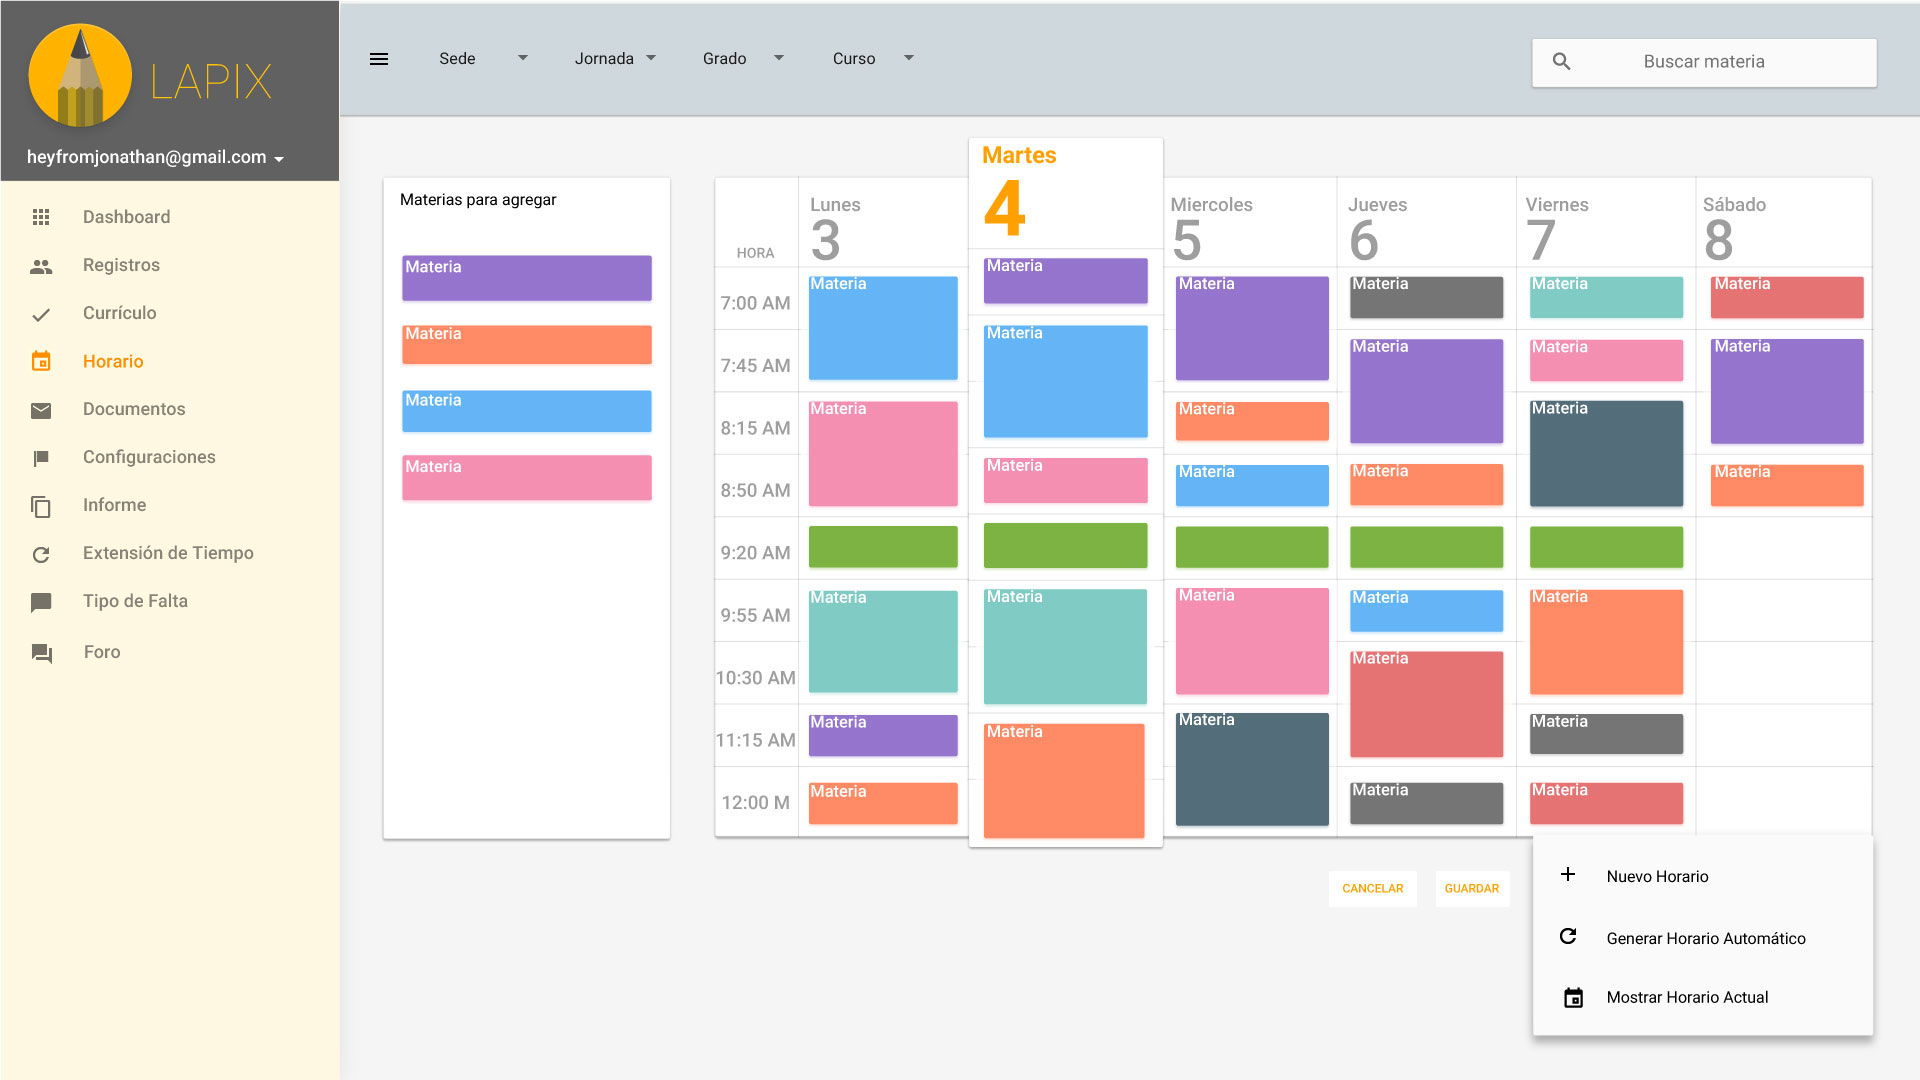 LAPIX
heyfromjonathan@gmail.com
Dashboard
Registros
Currículo
Horario
Documentos
Configuraciones
Informe
Extensión de Tiempo
Tipo de Falta
Foro
Sede
Jornada
Grado
Curso
Buscar materia
Materias para agregar
Materia
Materia
Materia
Materia
HORA
7:00 AM
7:45 AM
8:15 AM
8:50 AM
9:20 AM
9:55 AM
10:30 AM
11:15 AM
12:00 M
Lunes
3
Materia
Materia
Materia
Materia
Materia
Martes
4
Materia
Materia
Materia
Materia
Materia
Miercoles
5
Materia
Materia
Materia
Materia
Materia
Jueves
6
Materia
Materia
Materia
Materia
Materia
Materia
Viernes
7
Materia
Materia
Materia
Materia
Materia
Materia
Sábado
8
Materia
Materia
Materia
CANCELAR
GUARDAR
Nuevo Horario
Generar Horario Automático
Mostrar Horario Actual